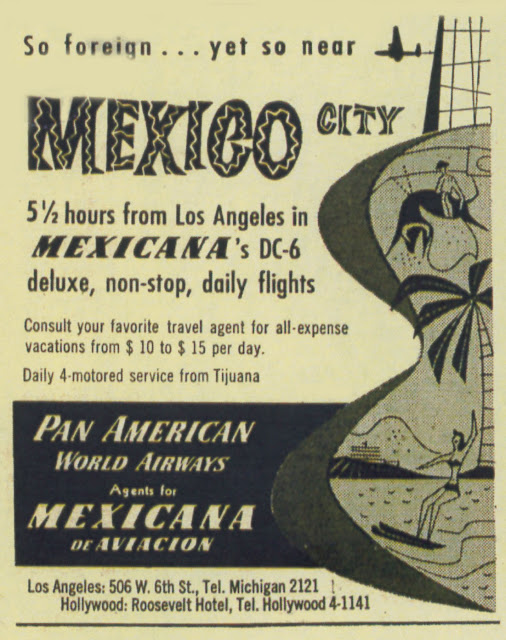 So foreign ... yet so near
MEXICO CITY
5½ hours from Los Angeles in
MEXICANA's DC-6
deluxe, non-stop, daily flights
Consult your favorite travel agent for all-expense
vacations from $ 10 to $ 15 per day.
Daily 4-motored service from Tijuana
PAN AMERICAN
WORLD AIRWAYS
Agents for
MEXICANA
DE AVIACION
Los Angeles: 506 W. 6th St., Tel. Michigan 2121
Hollywood: Roosevelt Hotel, Tel. Hollywood 4-1141